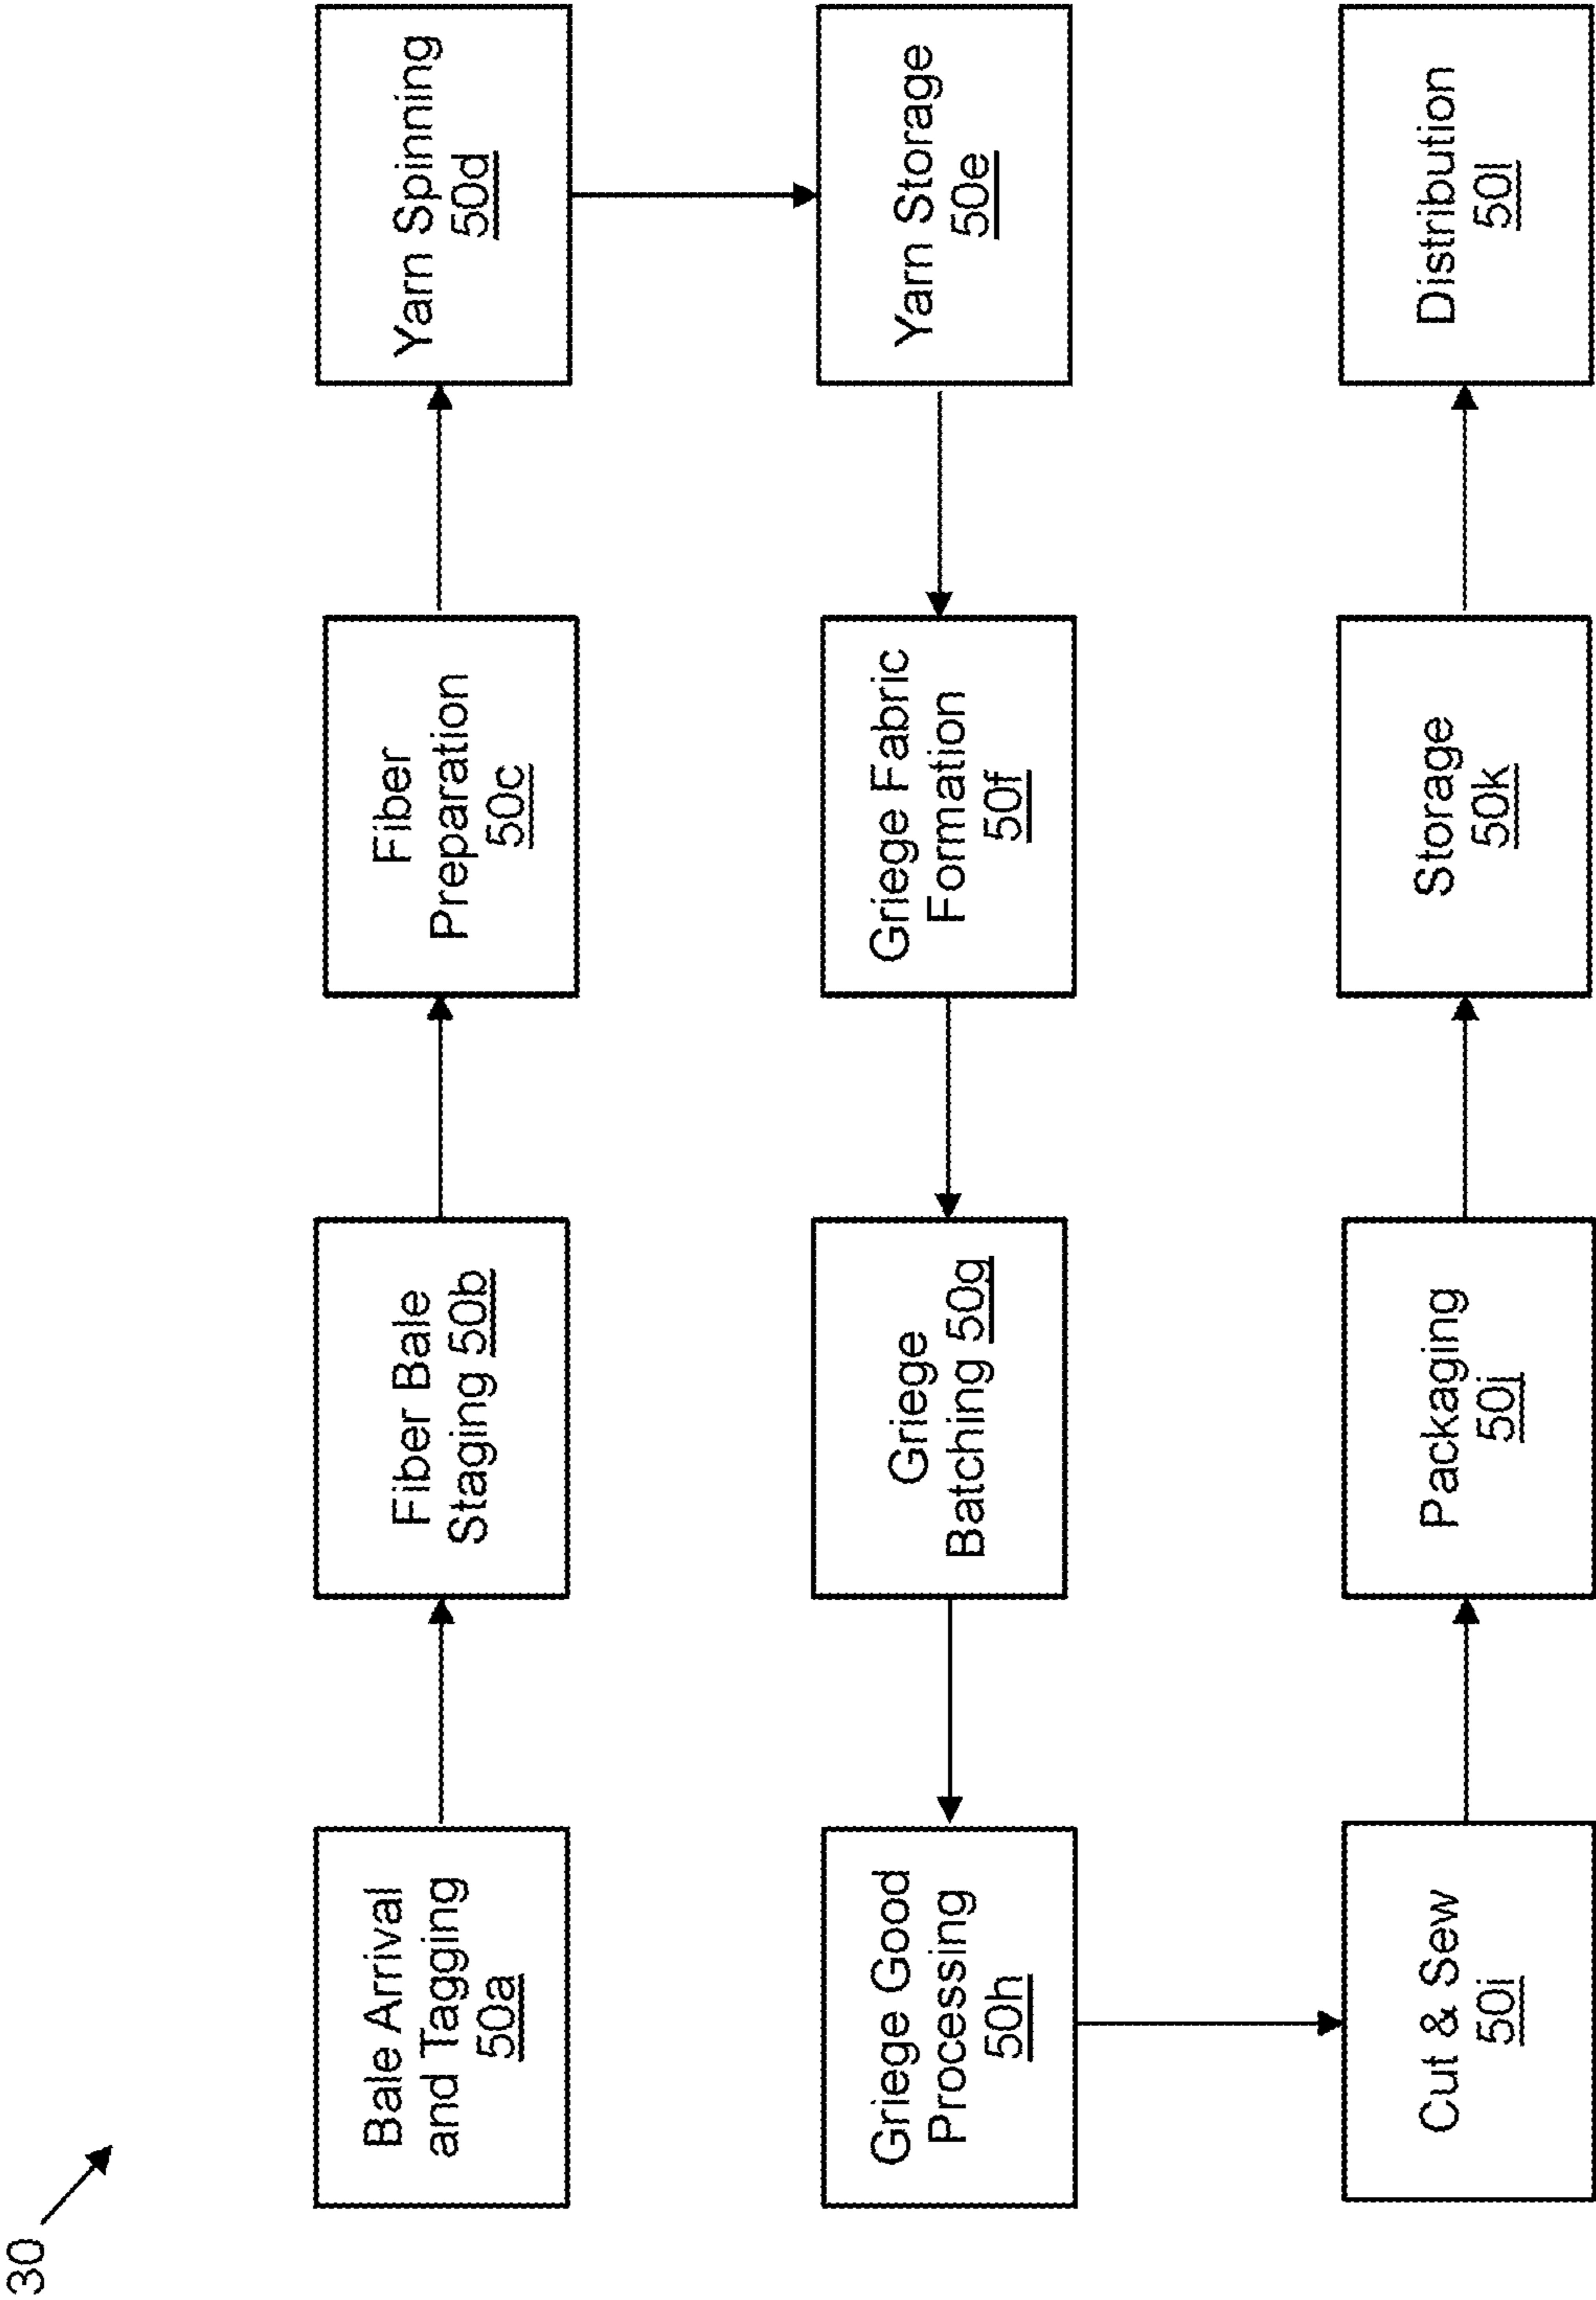 30
Bale Arrival
and Tagging
50a
Fiber Bale
Staging 50b
Fiber
Preparation
50c
Yarn Spinning
50d
Yarn Storage
50e
Griege Fabric
Formation
50f
Griege
Batching 50g
Griege Good
Processing
50h
Cut & Sew
50i
Packaging
50j
Storage
50k
Distribution
50l